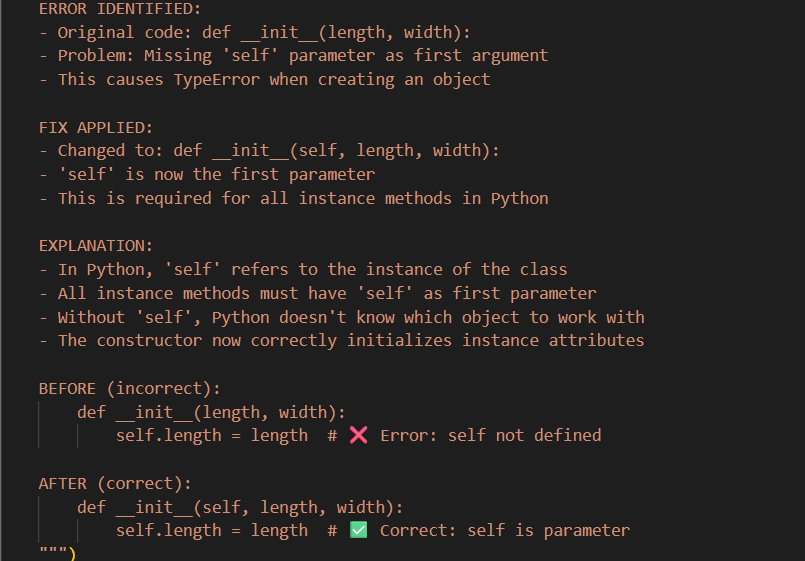 ERROR IDENTIFIED:
- Original code: def __init__(length, width):
- Problem: Missing 'self' parameter as first argument
- This causes TypeError when creating an object
FIX APPLIED:
- Changed to: def __init__(self, length, width):
- 'self' is now the first parameter
- This is required for all instance methods in Python
EXPLANATION:
- In Python, 'self' refers to the instance of the class
- All instance methods must have 'self' as first parameter
- Without 'self', Python doesn't know which object to work with
- The constructor now correctly initializes instance attributes
BEFORE (incorrect):
def __init__(length, width):
self.length = length # ❌ Error: self not defined
AFTER (correct):
def __init__(self, length, width):
self.length = length # ✅ Correct: self is parameter
""")